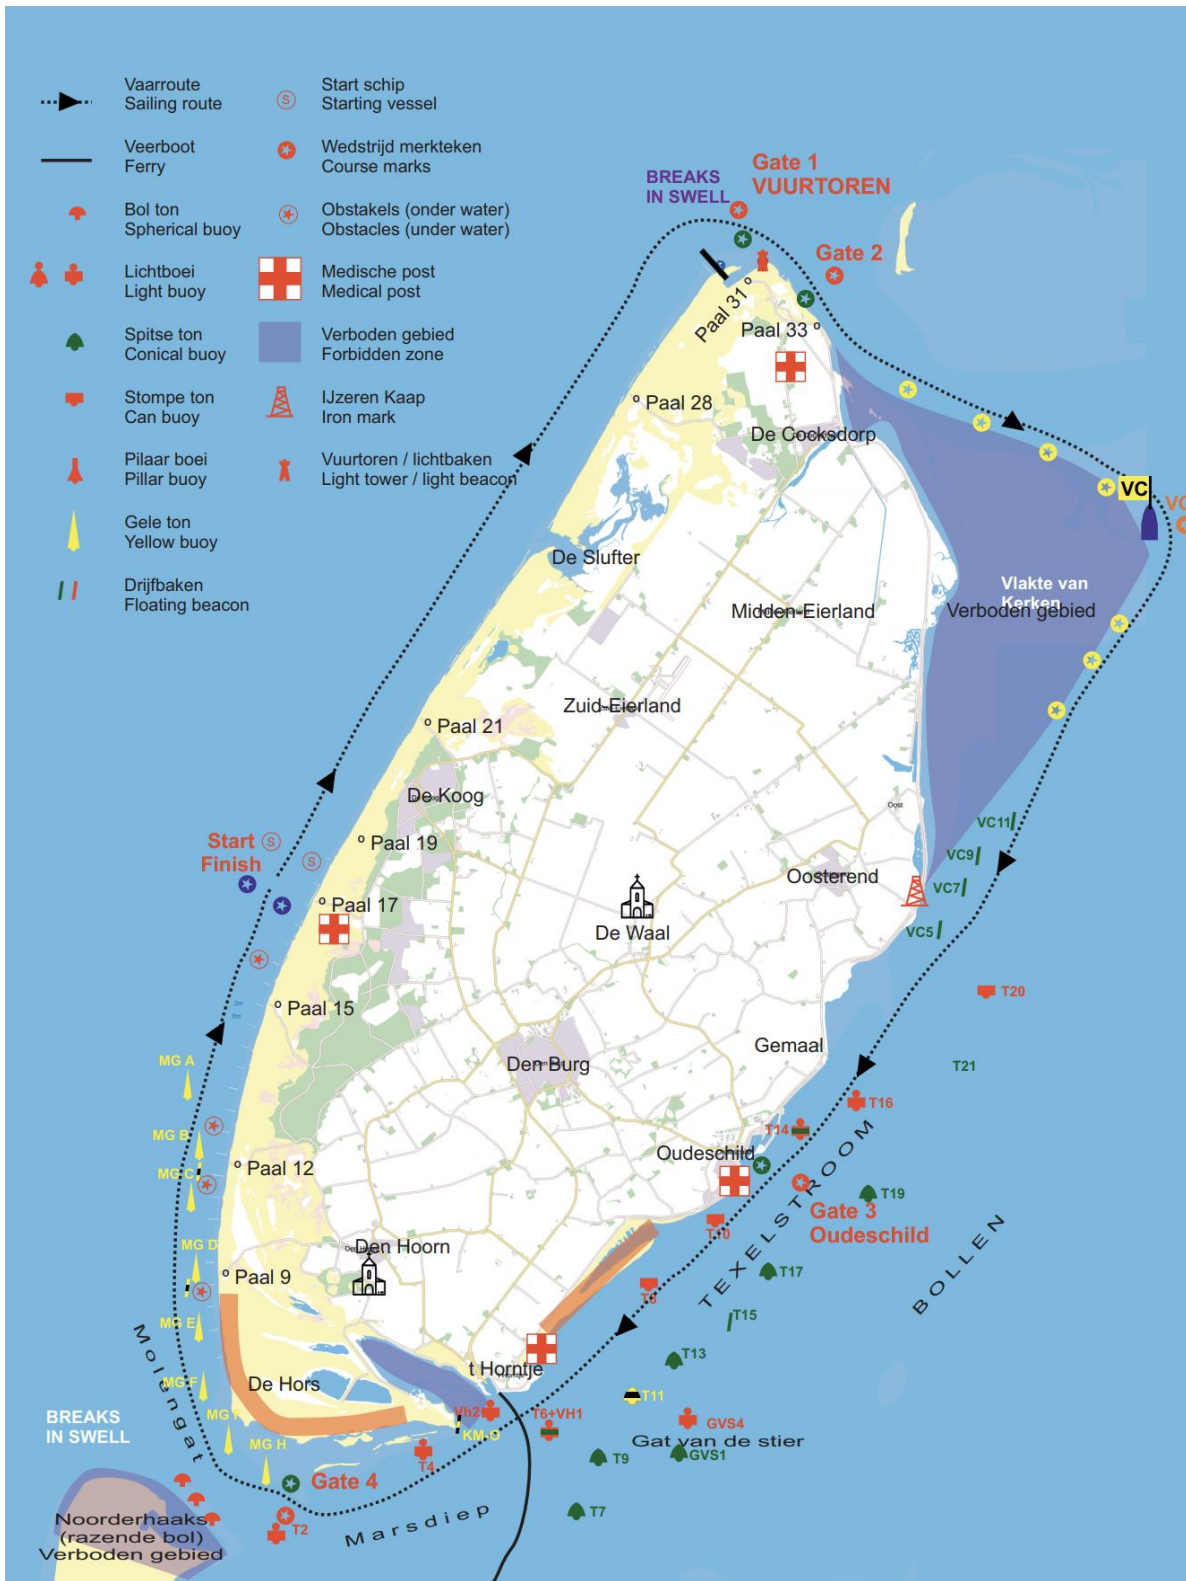 Vaarroute
Sailing route
Start schip
Starting vessel
Veerboot
Ferry
Wedstrijd merkteken
Course marks
Bol ton
Spherical buoy
Obstakels (onder water)
Obstacles (under water)
Lichtboei
Light buoy
Medische post
Medical post
Spitse ton
Conical buoy
Verboden gebied
Forbidden zone
Stompe ton
Can buoy
IJzeren Kaap
Iron mark
Pilaar boei
Pillar buoy
Vuurtoren / lichtbaken
Light tower / light beacon
Gele ton
Yellow buoy
Drijfbaken
Floating beacon
S
BREAKS
IN SWELL
Gate 1
VUURTOREN
Gate 2
Paal 31 º
Paal 33 º
º Paal 28
De Cocksdorp
VC
De Slufter
Vlakte van
Kerken
Verboden gebied
Midden-Eierland
Zuid-Eierland
º Paal 21
De Koog
Oost
VC11
Start
Finish
S
S
º Paal 19
VC9
Oosterend
VC7
º Paal 17
De Waal
VC5
T20
º Paal 15
2m
Gemaal
MG A
Den Burg
T21
T16
MG B
T14
Oudeschild
MG C
º Paal 12
T19
Gate 3
Oudeschild
T10
MG D
Den Hoorn
TEXELSTROOM
BOLLEN
º Paal 9
T17
T8
MG E
T15
Molengat
T13
t Horntje
De Hors
MG F
T11
BREAKS
IN SWELL
Vh2
T6+VH1
GVS4
KM-O
Gat van de stier
MG H
T4
T9
GVS1
Gate 4
Noorderhaaks
(razende bol)
Verboden gebied
T2
Marsdiep
T7